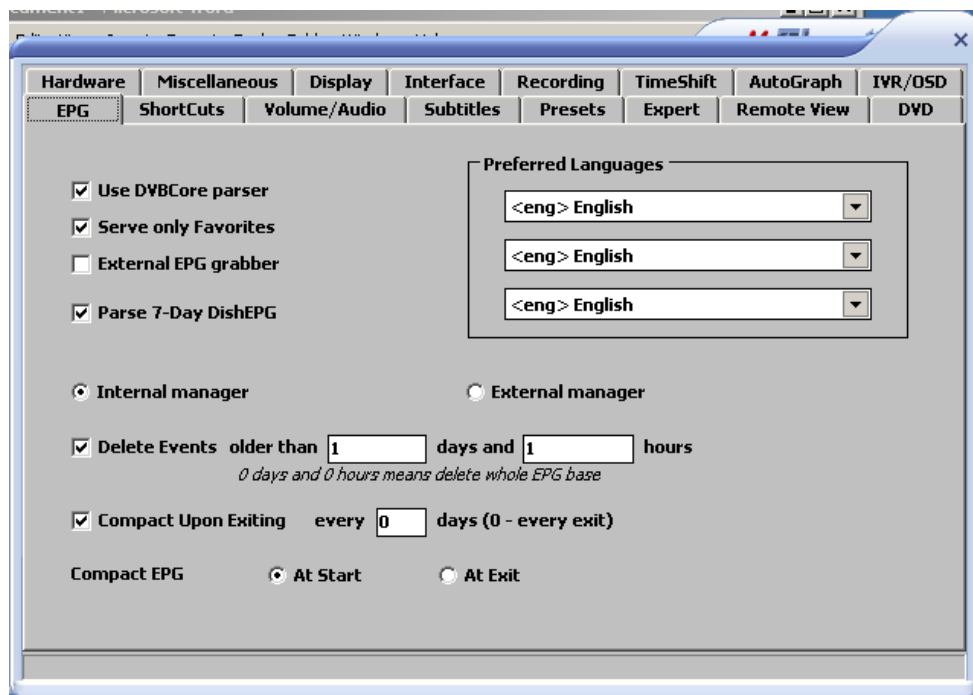 Hardware Miscellaneous Display Interface Recording TimeShift AutoGraph IVR/OSD
EPG ShortCuts Volume/Audio Subtitles Presets Expert Remote View DVD
Preferred Languages
Use DVBCore parser
<eng> English
Serve only Favorites
<eng> English
External EPG grabber
<eng> English
Parse 7-Day DishEPG
Internal manager External manager
Delete Events older than 1 days and 1 hours
0 days and 0 hours means delete whole EPG base
Compact Upon Exiting every 0 days (0 - every exit)
Compact EPG At Start At Exit